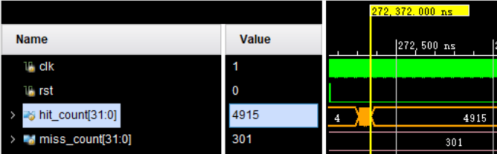 272,372.000 ns
Name Value
272,500 ns
clk 1
rst 0
hit_count[31:0] 4915 4 4915
miss_count[31:0] 301 301